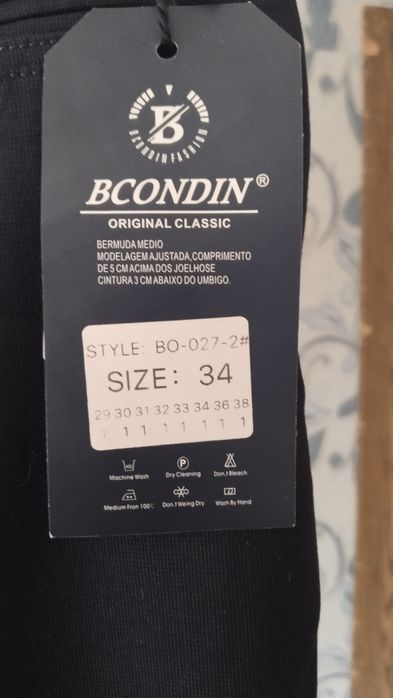 B
BCONDIN FASHION
BCONDIN®
ORIGINAL CLASSIC
BERMUDA MEDIO
MODELAGEM AJUSTADA, COMPRIMENTO
DE 5 CM ACIMA DOS JOELHOSE
CINTURA 3 CM ABAIXO DO UMBIGO.
STYLE: BO-027-2#
SIZE: 34
29 30 31 32 33 34 36 38
1 1 1 1 1 1 1 1
P
Machine Wash Dry Cleaning Don,t Bleach
Medium Fron 100 C Don,t Weing Dry Wash By Hand